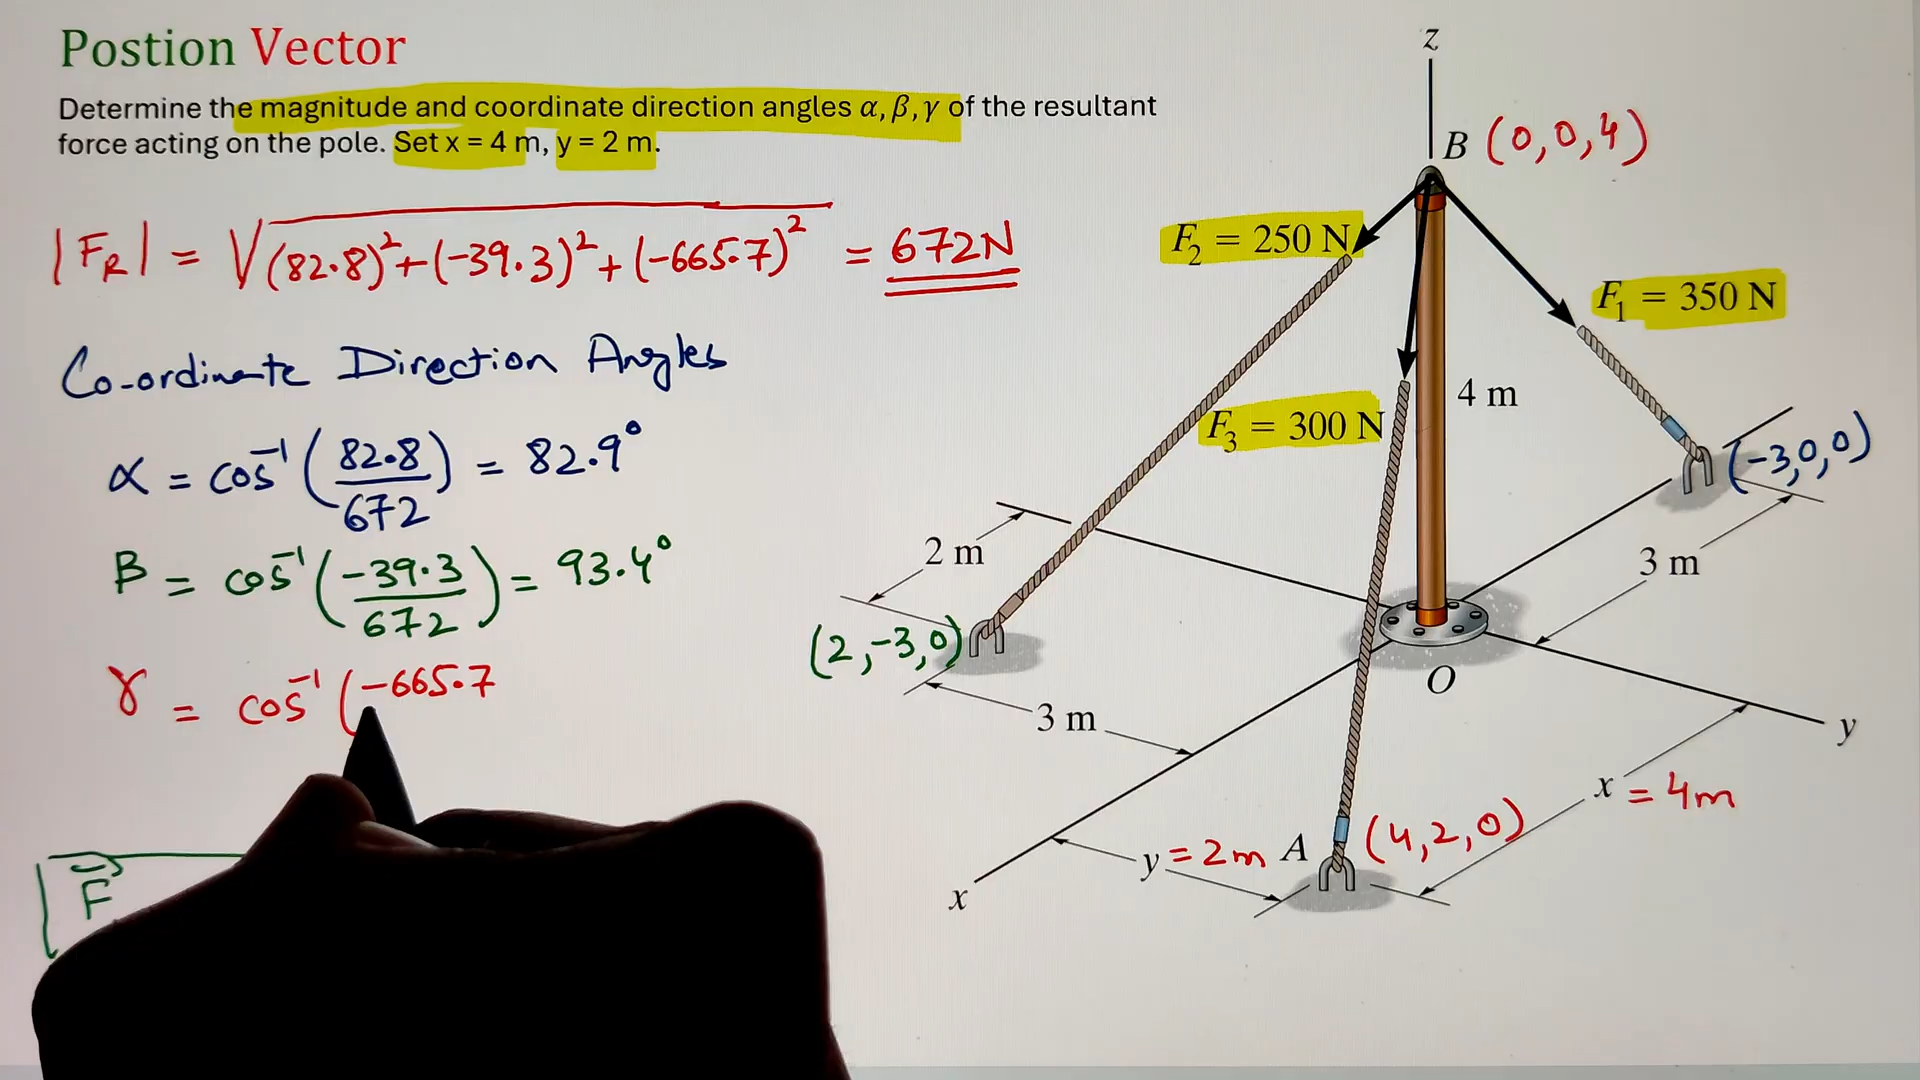 Postion Vector
Determine the magnitude and coordinate direction angles α, β, γ of the resultant
force acting on the pole. Set x = 4 m, y = 2 m.
|F_R| = √((82.8)² + (-39.3)² + (-665.7)²) = 672N
Co-ordinate Direction Angles
α = cos⁻¹(82.8/672) = 82.9°
β = cos⁻¹(-39.3/672) = 93.4°
γ = cos⁻¹(-665.7
F
z
B (0,0,4)
F₂ = 250 N
F₁ = 350 N
F₃ = 300 N
4 m
(-3,0,0)
2 m
3 m
(2,-3,0)
O
3 m
y
x = 4m
y = 2m A (4,2,0)
x